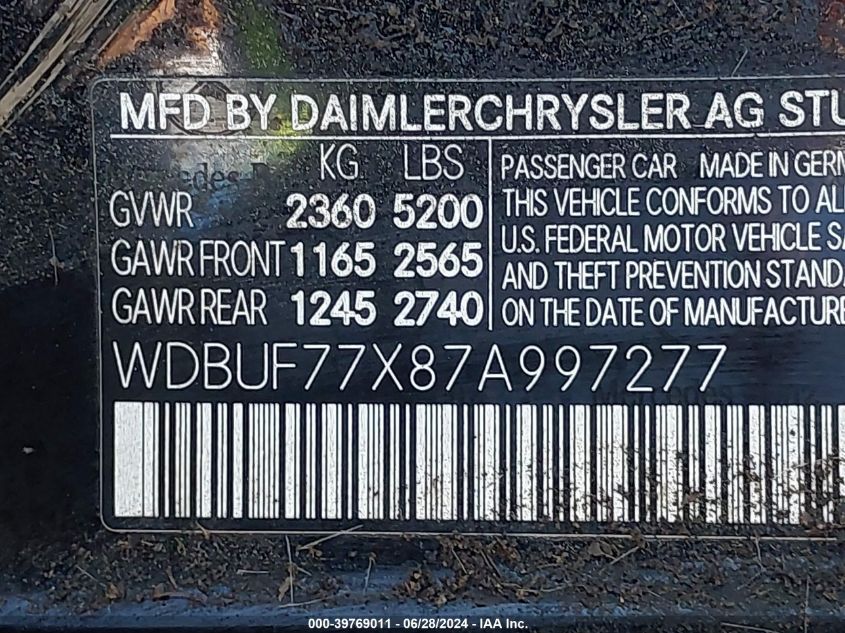 MFD BY DAIMLERCHRYSLER AG STU
KG LBS
GVWR 2360 5200
GAWR FRONT 1165 2565
GAWR REAR 1245 2740
PASSENGER CAR MADE IN GERM
THIS VEHICLE CONFORMS TO AL
U.S. FEDERAL MOTOR VEHICLE SA
AND THEFT PREVENTION STANDA
ON THE DATE OF MANUFACTURE
WDBUF77X87A997277
000-39769011 - 06/28/2024 - IAA, Inc.